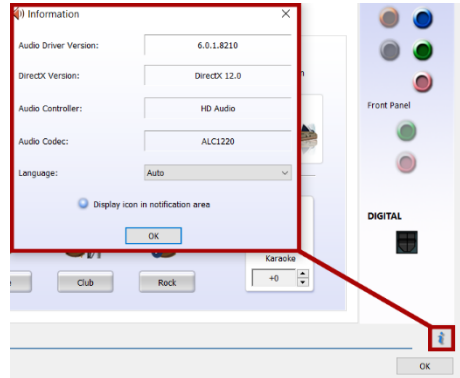 Information
Audio Driver Version: 6.0.1.8210
DirectX Version: DirectX 12.0
Audio Controller: HD Audio
Audio Codec: ALC1220
Language: Auto
Display icon in notification area
OK
Front Panel
DIGITAL
Karaoke
Club Rock +0
OK